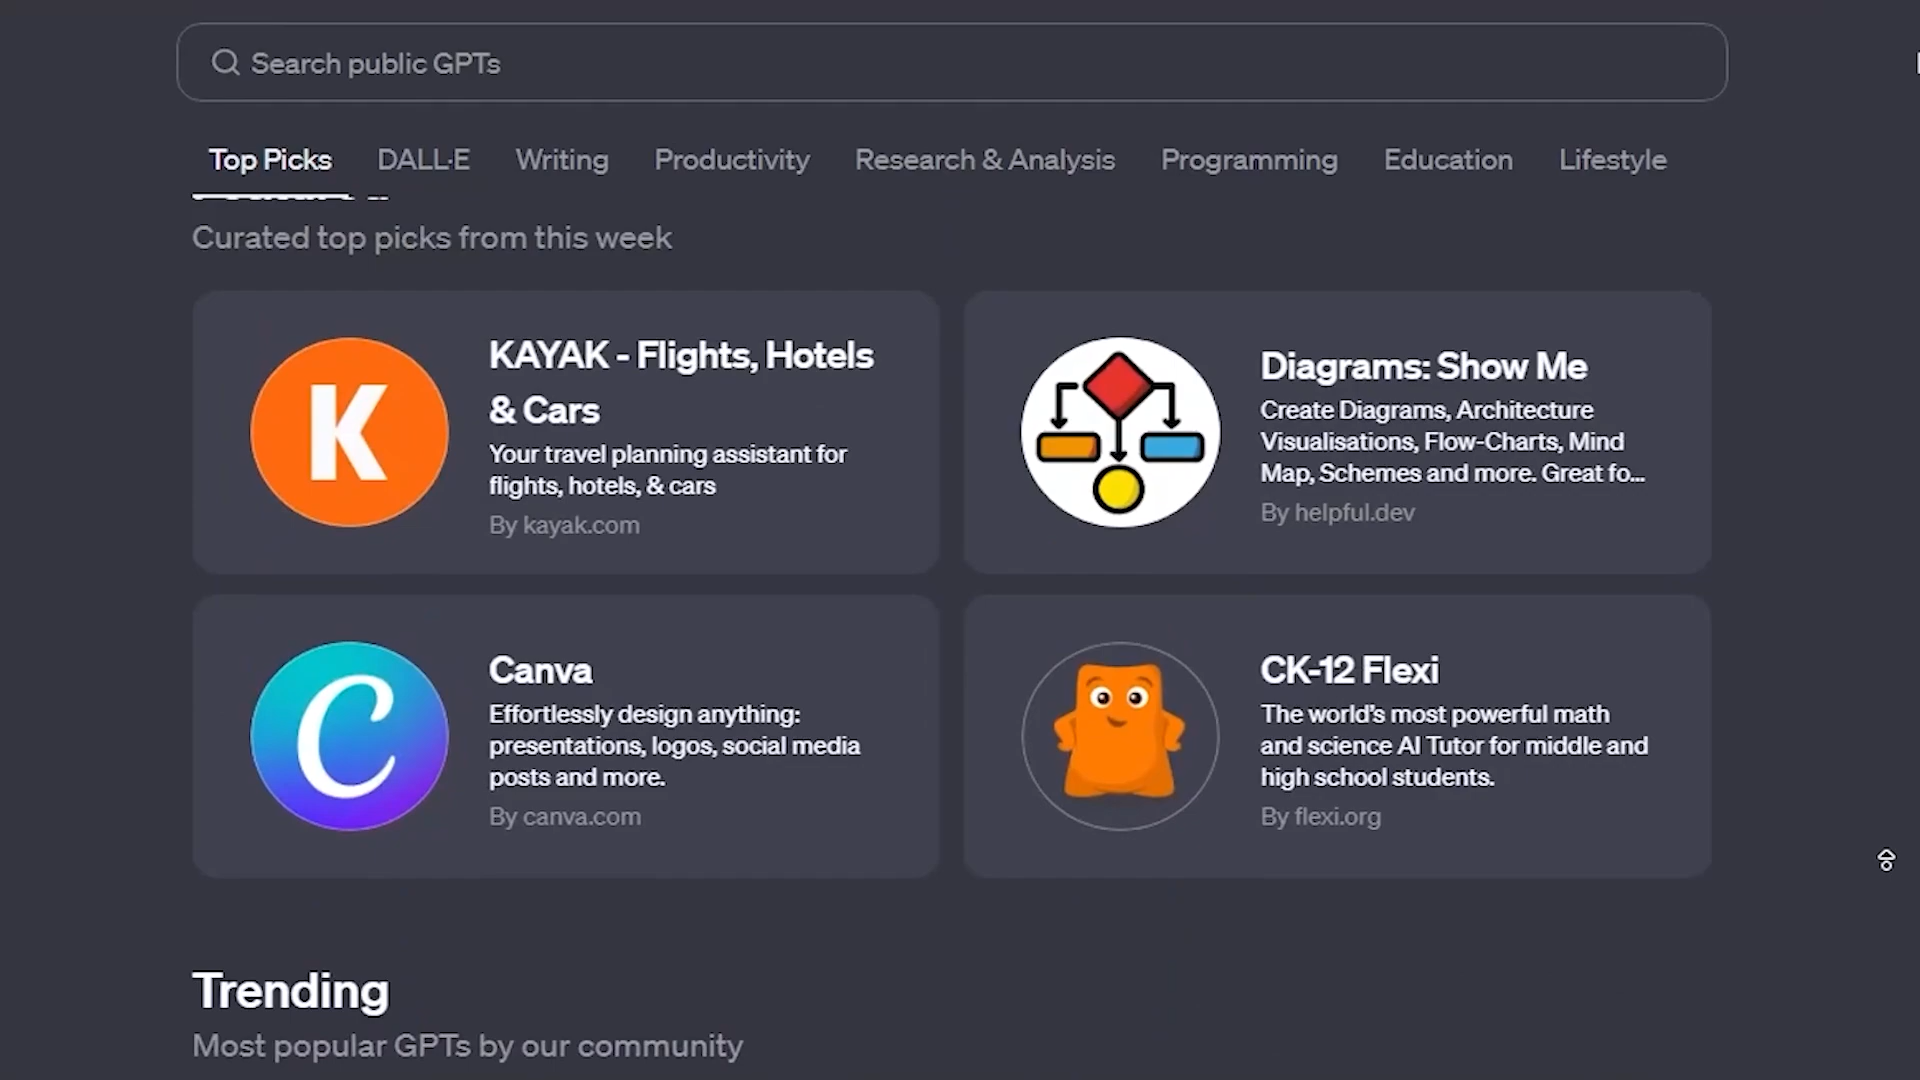 Search public GPTs
Top Picks DALL·E Writing Productivity Research & Analysis Programming Education Lifestyle
Curated top picks from this week
K
KAYAK - Flights, Hotels
& Cars
Your travel planning assistant for
flights, hotels, & cars
By kayak.com
Diagrams: Show Me
Create Diagrams, Architecture
Visualisations, Flow-Charts, Mind
Map, Schemes and more. Great fo...
By helpful.dev
C
Canva
Effortlessly design anything:
presentations, logos, social media
posts and more.
By canva.com
CK-12 Flexi
The world's most powerful math
and science AI Tutor for middle and
high school students.
By flexi.org
Trending
Most popular GPTs by our community